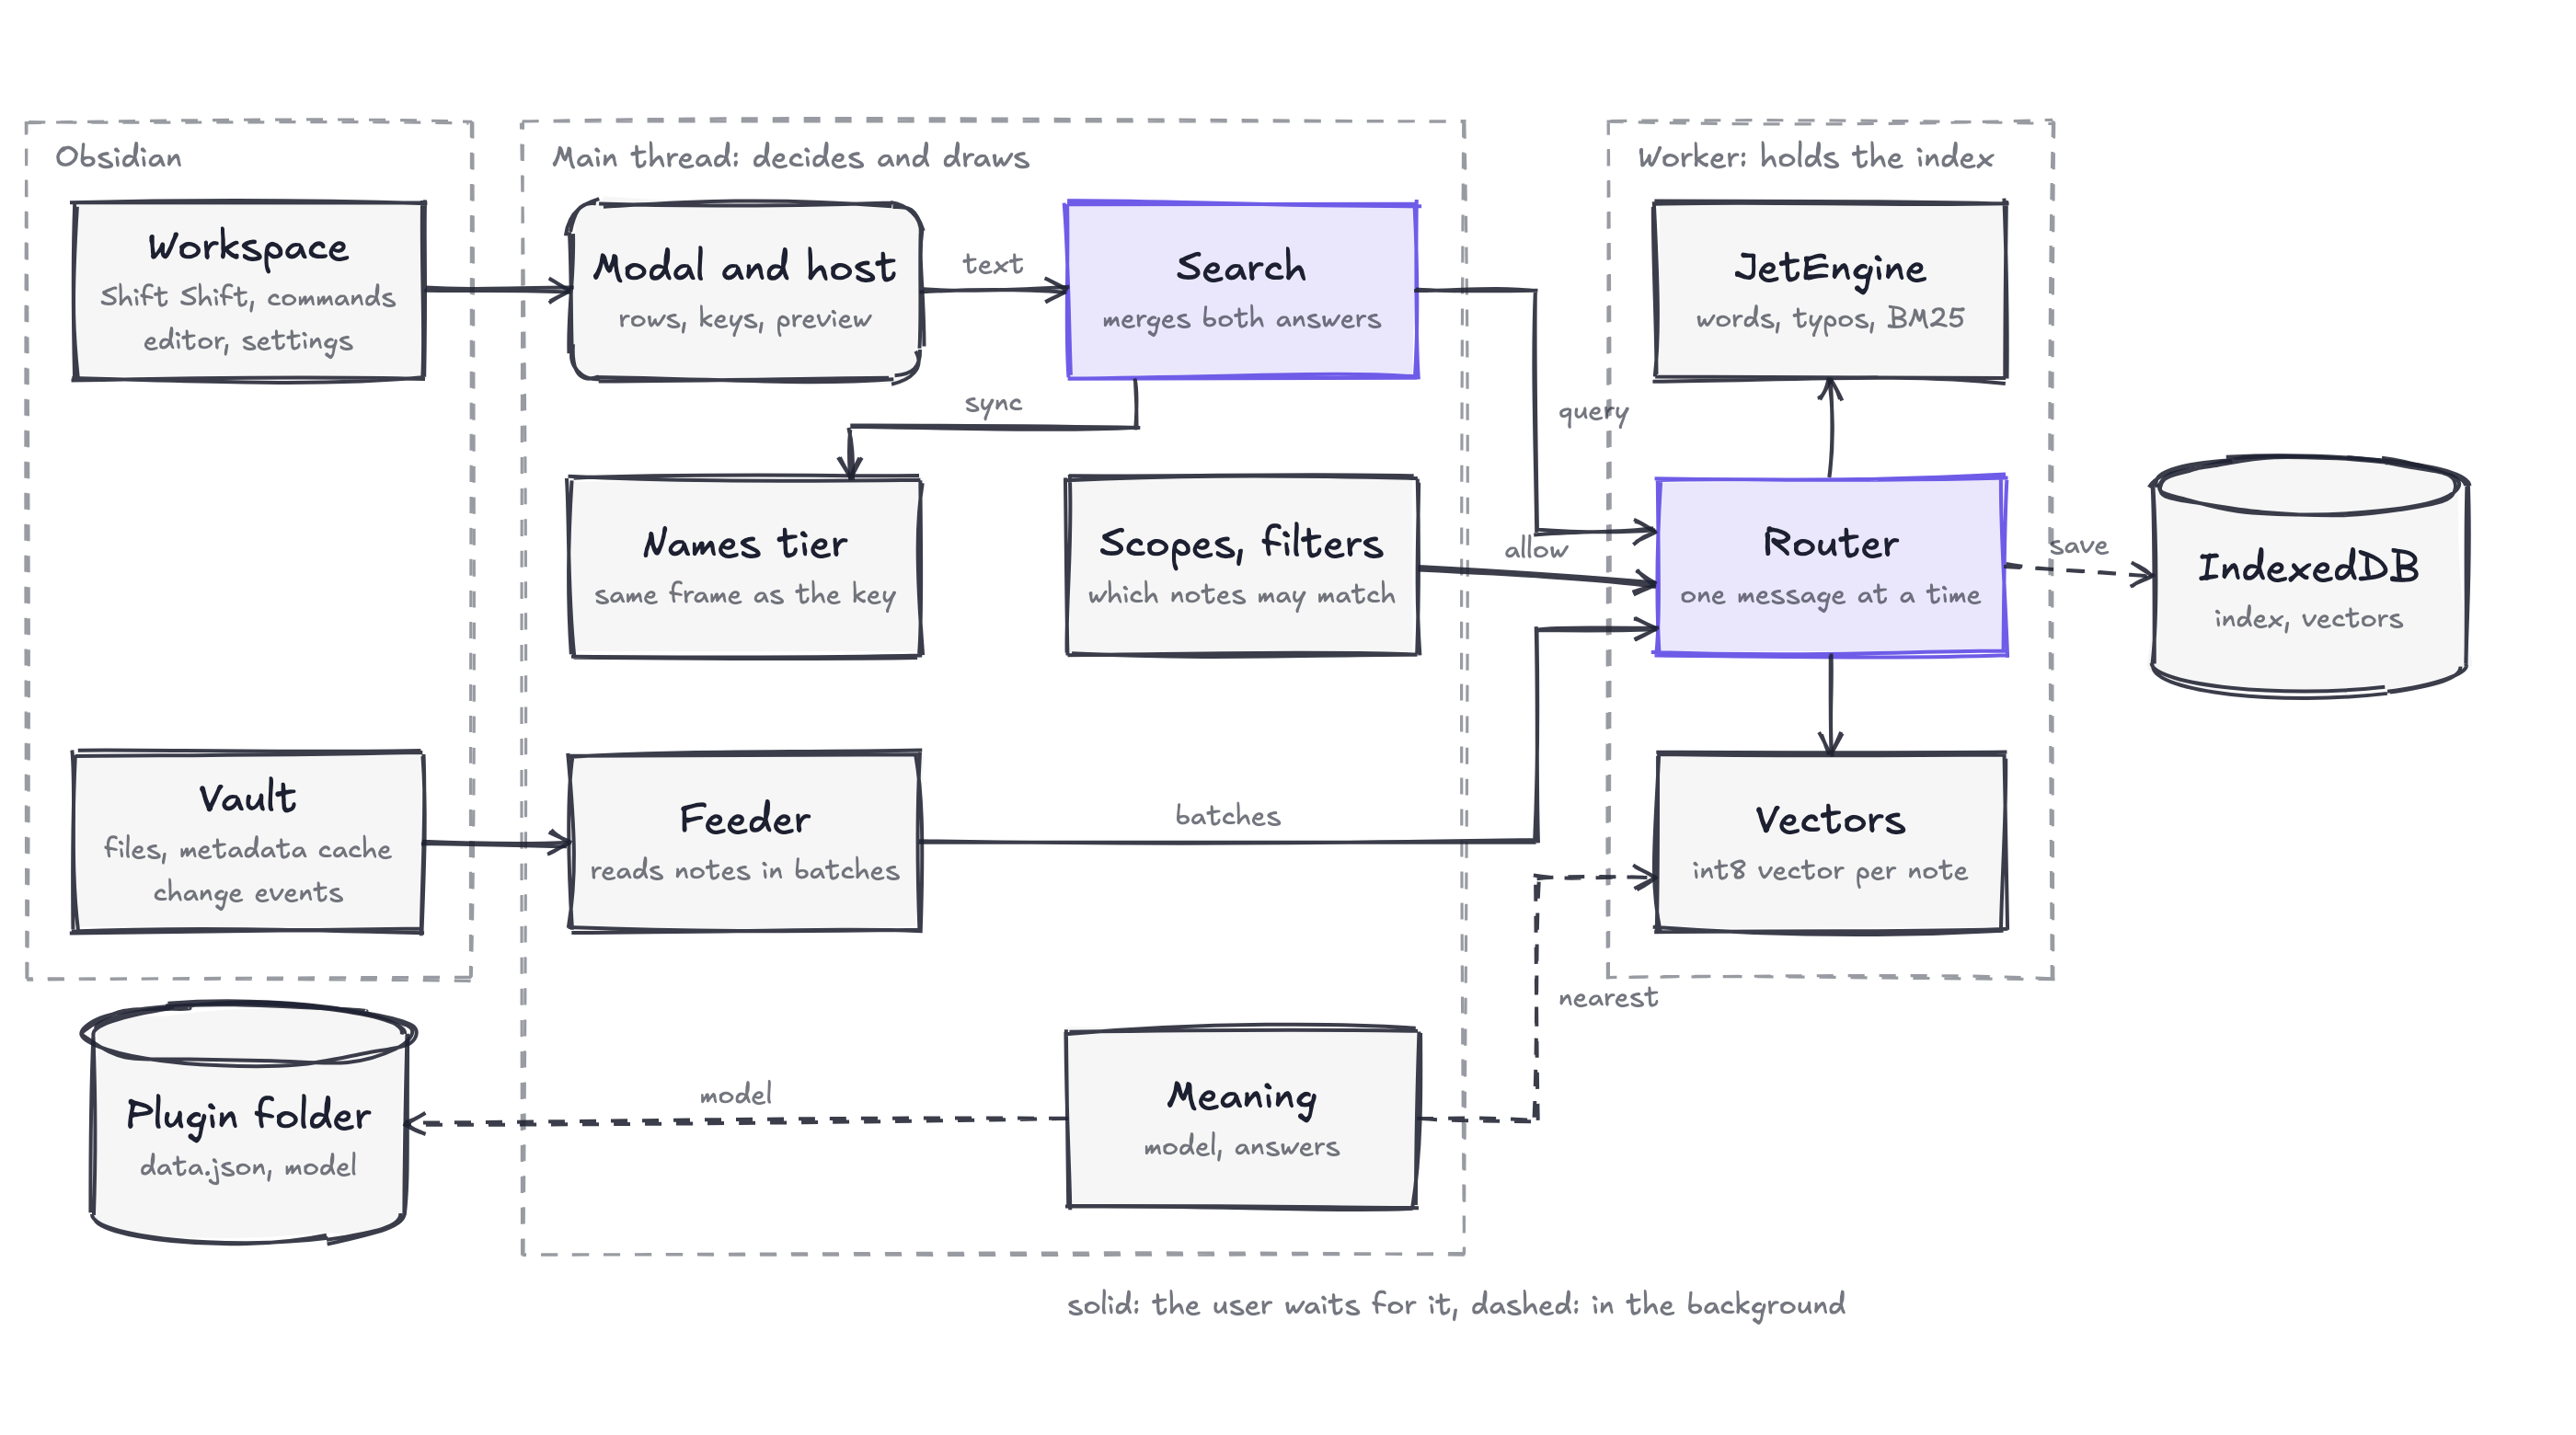 Obsidian
Workspace
Shift Shift, commands
editor, settings
Vault
files, metadata cache
change events
Plugin folder
data.json, model
Main thread: decides and draws
Modal and host
rows, keys, preview
text
Search
merges both answers
sync
Names tier
same frame as the key
Scopes, filters
which notes may match
Feeder
reads notes in batches
batches
model
Meaning
model, answers
query
allow
nearest
Worker: holds the index
JetEngine
words, typos, BM25
Router
one message at a time
Vectors
int8 vector per note
save
IndexedDB
index, vectors
solid: the user waits for it, dashed: in the background